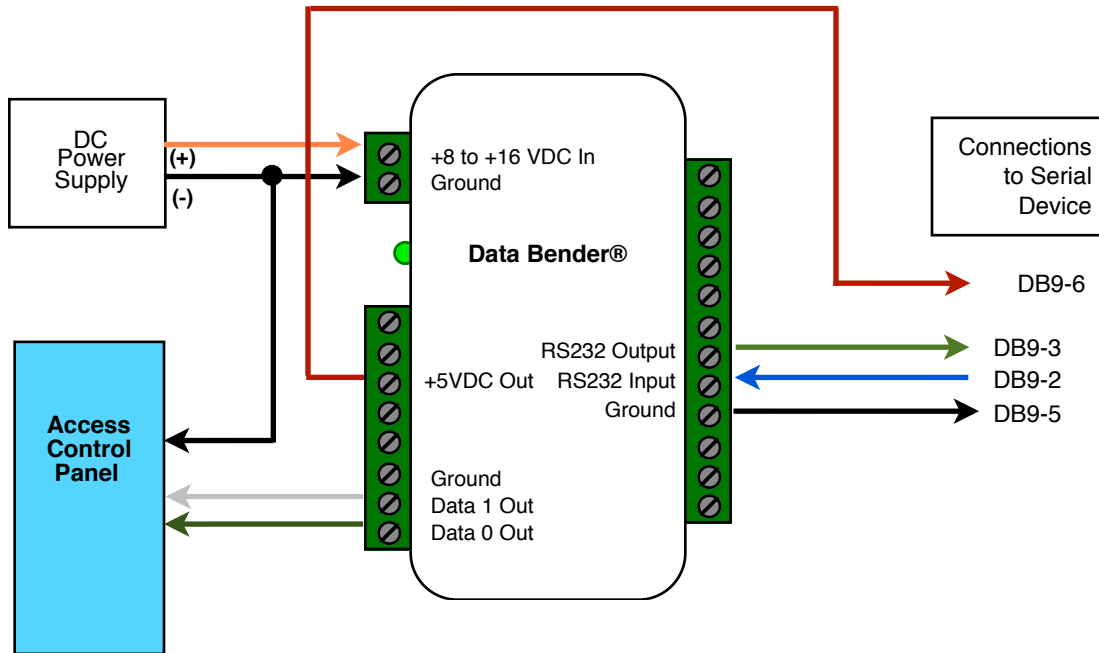 DC
Power
Supply
(+)
(-)
+8 to +16 VDC In
Ground
Data Bender®
Connections
to Serial
Device
DB9-6
RS232 Output
DB9-3
+5VDC Out
RS232 Input
DB9-2
Ground
DB9-5
Access
Control
Panel
Ground
Data 1 Out
Data 0 Out